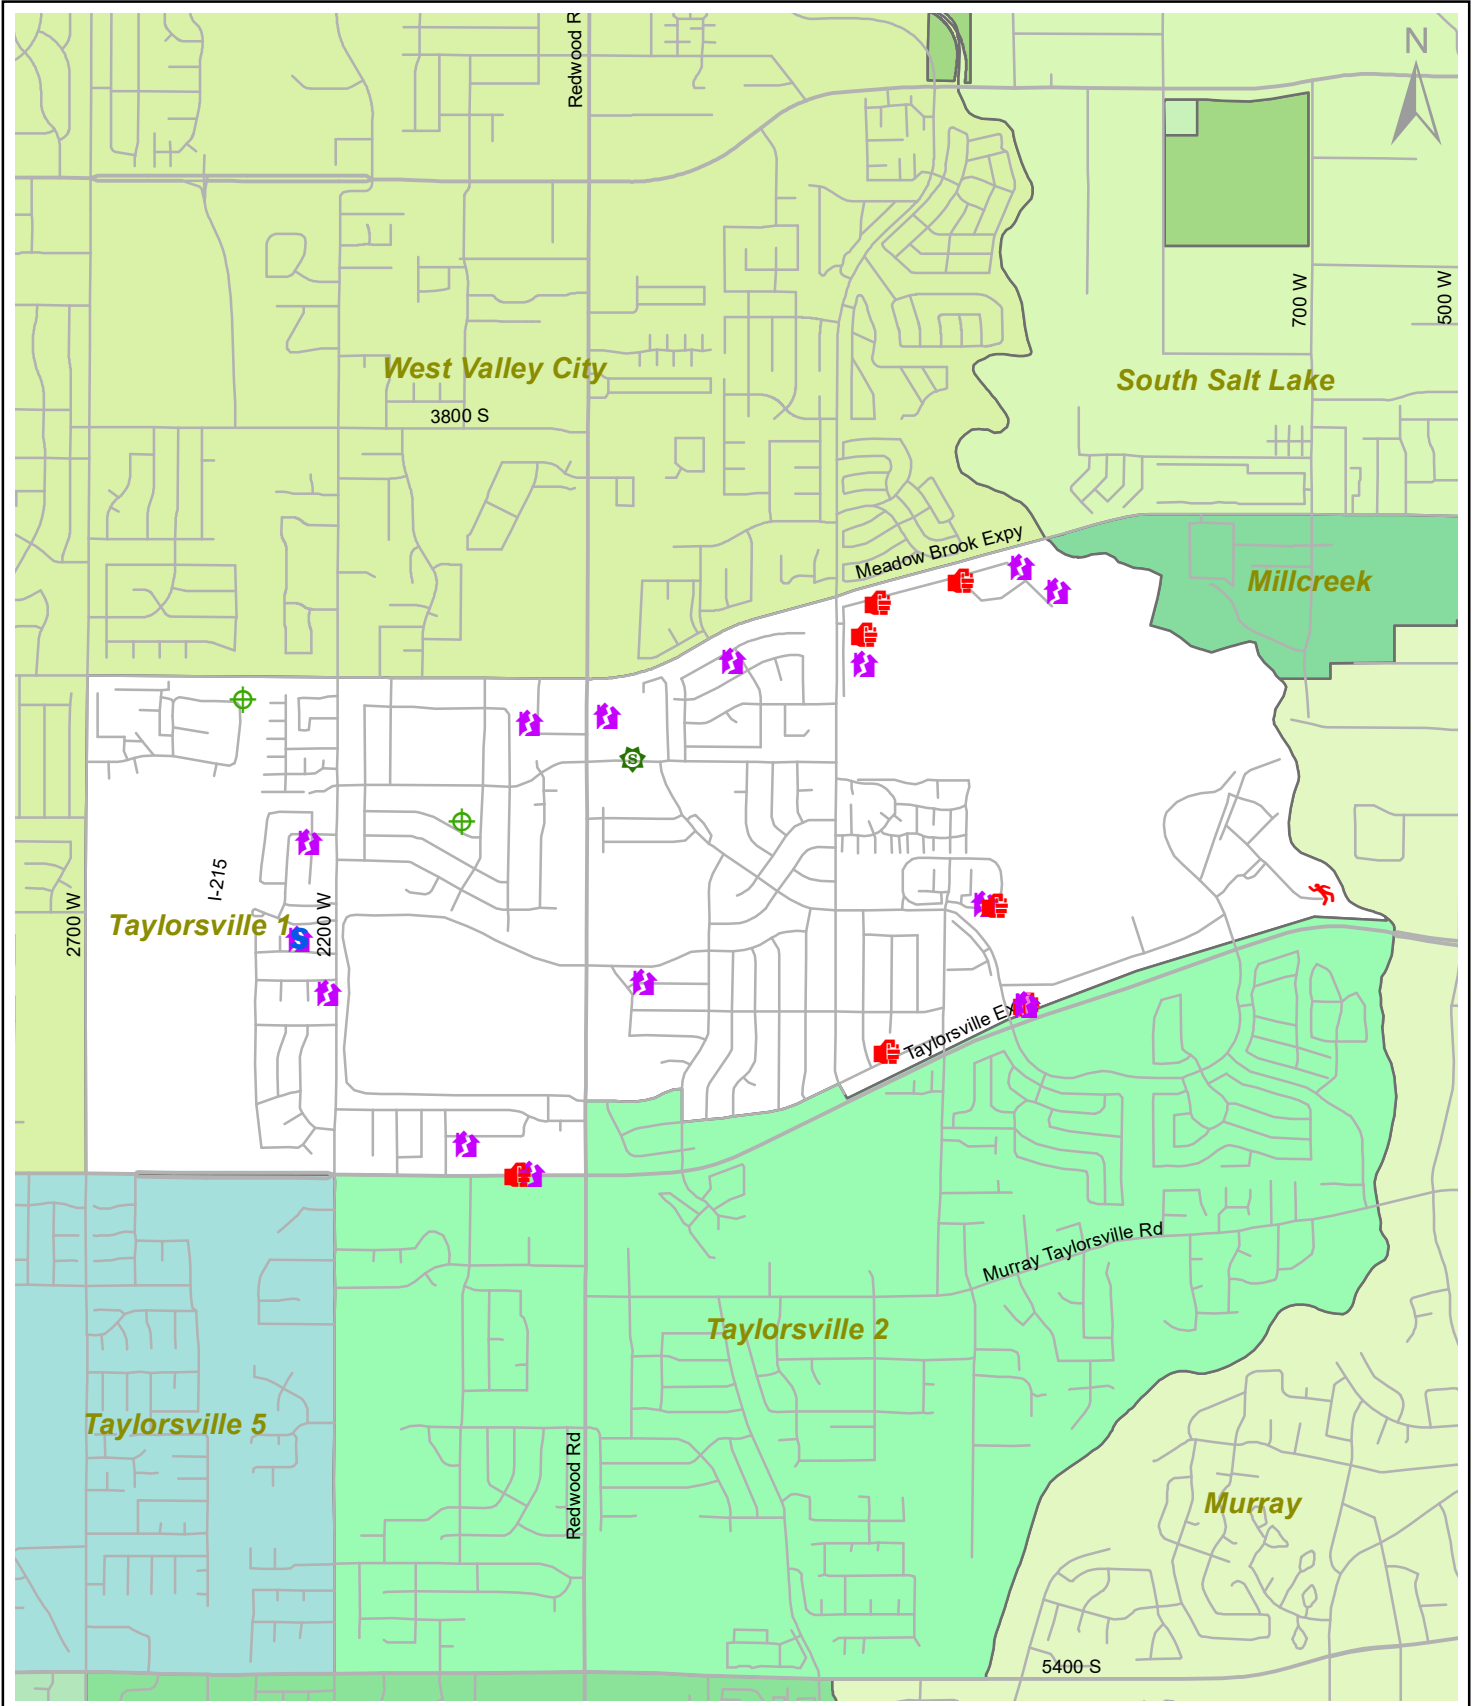 Redwood R
N
700 W
500 W
West Valley City
South Salt Lake
3800 S
Meadow Brook Expy
Millcreek
S
I-215
2700 W
Taylorsville 1
2200 W
S
Taylorsville Ex
Murray Taylorsville Rd
Taylorsville 2
Taylorsville 5
Redwood Rd
Murray
5400 S